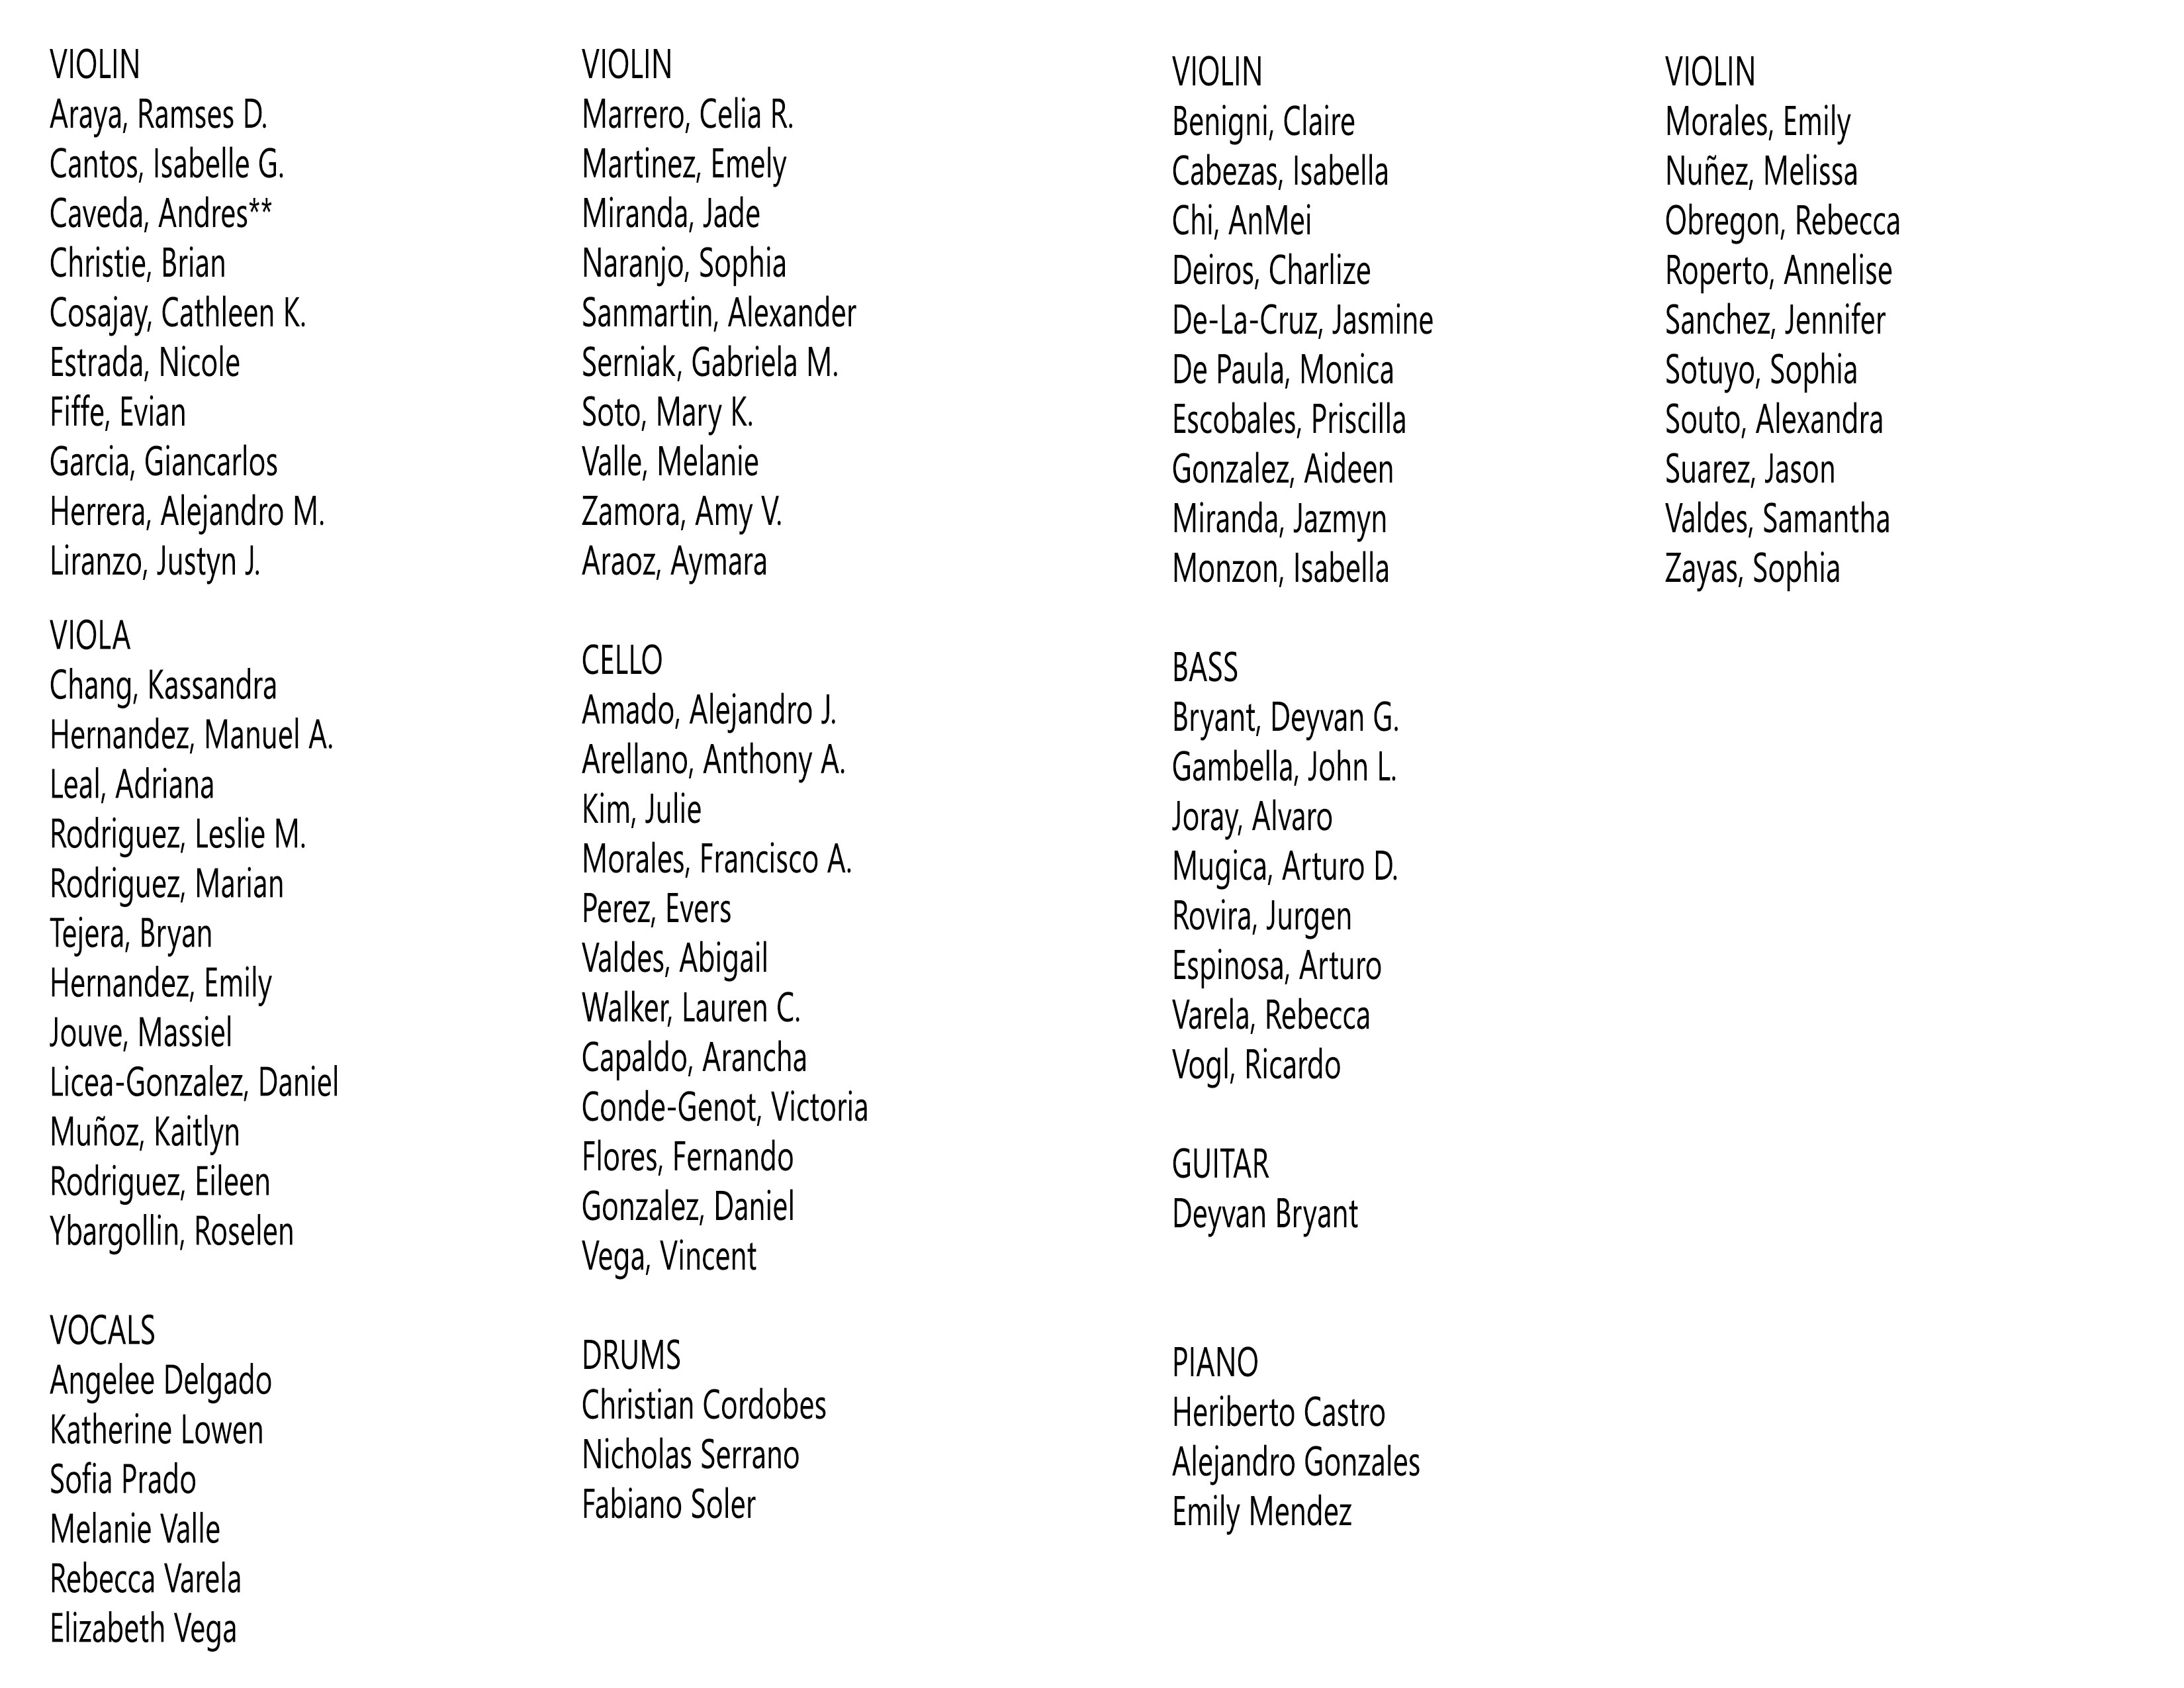 VIOLIN
Araya, Ramses D.
Cantos, Isabelle G.
Caveda, Andres**
Christie, Brian
Cosajay, Cathleen K.
Estrada, Nicole
Fiffe, Evian
Garcia, Giancarlos
Herrera, Alejandro M.
Liranzo, Justyn J.
VIOLA
Chang, Kassandra
Hernandez, Manuel A.
Leal, Adriana
Rodriguez, Leslie M.
Rodriguez, Marian
Tejera, Bryan
Hernandez, Emily
Jouve, Massiel
Licea-Gonzalez, Daniel
Muñoz, Kaitlyn
Rodriguez, Eileen
Ybargollin, Roselen
VOCALS
Angelee Delgado
Katherine Lowen
Sofia Prado
Melanie Valle
Rebecca Varela
Elizabeth Vega
VIOLIN
Marrero, Celia R.
Martinez, Emely
Miranda, Jade
Naranjo, Sophia
Sanmartin, Alexander
Serniak, Gabriela M.
Soto, Mary K.
Valle, Melanie
Zamora, Amy V.
Araoz, Aymara
CELLO
Amado, Alejandro J.
Arellano, Anthony A.
Kim, Julie
Morales, Francisco A.
Perez, Evers
Valdes, Abigail
Walker, Lauren C.
Capaldo, Arancha
Conde-Genot, Victoria
Flores, Fernando
Gonzalez, Daniel
Vega, Vincent
DRUMS
Christian Cordobes
Nicholas Serrano
Fabiano Soler
VIOLIN
Benigni, Claire
Cabezas, Isabella
Chi, AnMei
Deiros, Charlize
De-La-Cruz, Jasmine
De Paula, Monica
Escobales, Priscilla
Gonzalez, Aideen
Miranda, Jazmyn
Monzon, Isabella
BASS
Bryant, Deyvan G.
Gambella, John L.
Joray, Alvaro
Mugica, Arturo D.
Rovira, Jurgen
Espinosa, Arturo
Varela, Rebecca
Vogl, Ricardo
GUITAR
Deyvan Bryant
PIANO
Heriberto Castro
Alejandro Gonzales
Emily Mendez
VIOLIN
Morales, Emily
Nuñez, Melissa
Obregon, Rebecca
Roperto, Annelise
Sanchez, Jennifer
Sotuyo, Sophia
Souto, Alexandra
Suarez, Jason
Valdes, Samantha
Zayas, Sophia